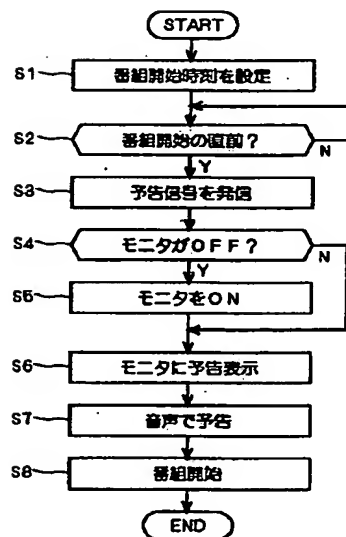 START
S1 番組開始時刻を設定
S2 番組開始の直前?
N
Y
S3 予告信号を発信
S4 モニタがOFF?
N
Y
S5 モニタをON
S6 モニタに予告表示
S7 音声で予告
S8 番組開始
END